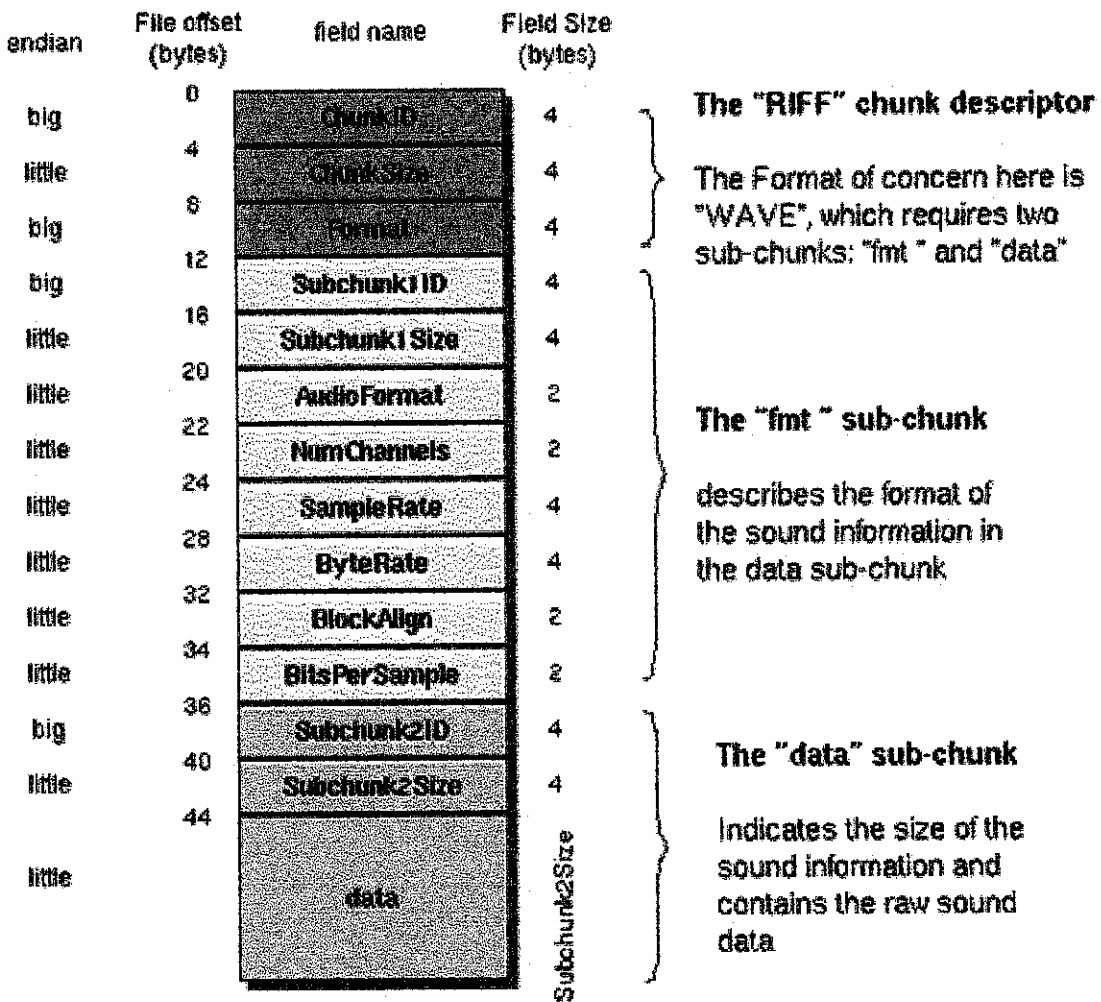 endian
File offset
(bytes)
field name
Field Size
(bytes)
0
big
ChunkID
4
4
little
ChunkSize
4
8
big
Format
4
12
big
Subchunk1ID
4
16
little
Subchunk1Size
4
20
little
AudioFormat
2
22
little
NumChannels
2
24
little
SampleRate
4
28
little
ByteRate
4
32
little
BlockAlign
2
34
little
BitsPerSample
2
36
big
Subchunk2ID
4
40
little
Subchunk2Size
4
44
little
data
Subchunk2Size
The "RIFF" chunk descriptor
The Format of concern here is
"WAVE", which requires two
sub-chunks: "fmt " and "data"
The "fmt " sub-chunk
describes the format of
the sound information in
the data sub-chunk
The "data" sub-chunk
Indicates the size of the
sound information and
contains the raw sound
data